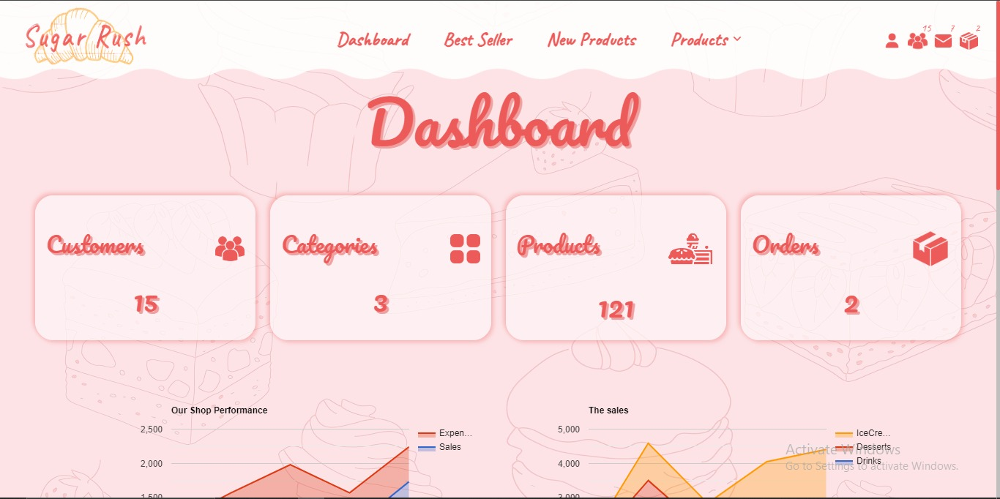 Sugar Rush
Dashboard Best Seller New Products Products
15 7 2
Dashboard
Customers
15
Categories
3
Products
121
Orders
2
Our Shop Performance
2,500
2,000
1,500
Expen...
Sales
The sales
5,000
4,000
3,000
IceCre...
Desserts
Drinks
Activate Windows
Go to Settings to activate Windows.